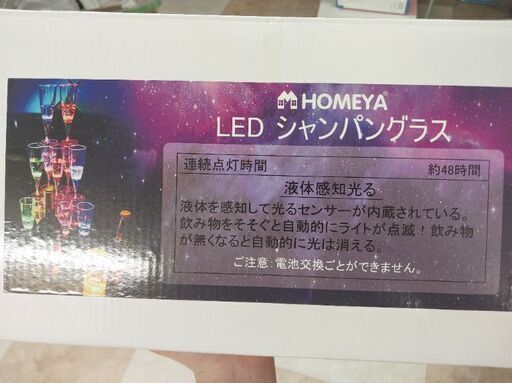 HOMEYA®
LED シャンパングラス
連続点灯時間 約48時間
液体感知光る
液体を感知して光るセンサーが内蔵されている。
飲み物をそそぐと自動的にライトが点滅！飲み物
が無くなると自動的に光は消える。
ご注意：電池交換ごとができません。